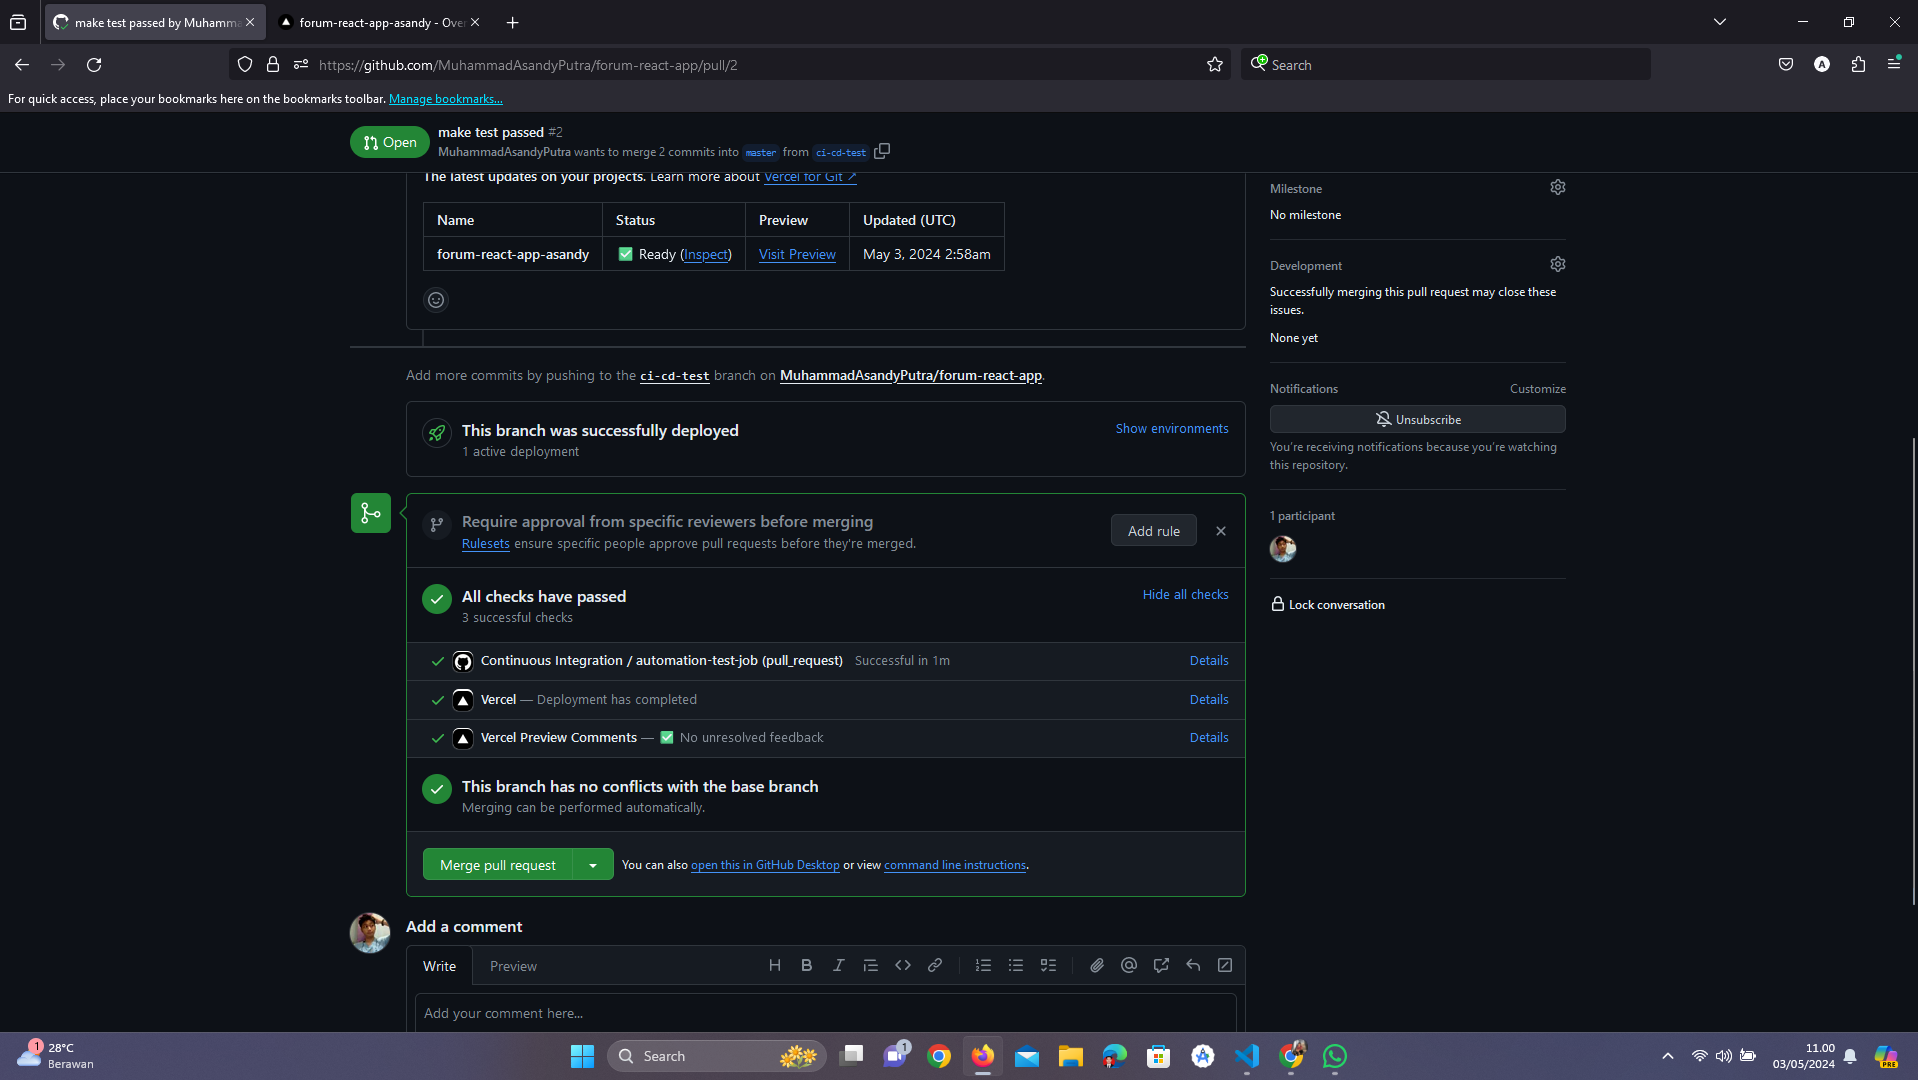 make test passed by Muhamma
forum-react-app-asandy - Ove
https://github.com/MuhammadAsandyPutra/forum-react-app/pull/2
Search
For quick access, place your bookmarks here on the bookmarks toolbar. Manage bookmarks...
Open
make test passed #2
MuhammadAsandyPutra wants to merge 2 commits into master from ci-cd-test
The latest updates on your projects. Learn more about Vercel for Git ↗
Name Status Preview Updated (UTC)
forum-react-app-asandy ✅ Ready (Inspect) Visit Preview May 3, 2024 2:58am
Add more commits by pushing to the ci-cd-test branch on MuhammadAsandyPutra/forum-react-app.
This branch was successfully deployed
1 active deployment
Show environments
Require approval from specific reviewers before merging
Rulesets ensure specific people approve pull requests before they're merged.
Add rule
All checks have passed
3 successful checks
Hide all checks
Continuous Integration / automation-test-job (pull_request) Successful in 1m Details
Vercel — Deployment has completed Details
Vercel Preview Comments — ✅ No unresolved feedback Details
This branch has no conflicts with the base branch
Merging can be performed automatically.
Merge pull request
You can also open this in GitHub Desktop or view command line instructions.
Add a comment
Write Preview
Add your comment here...
Milestone
No milestone
Development
Successfully merging this pull request may close these
issues.
None yet
Notifications Customize
Unsubscribe
You're receiving notifications because you're watching
this repository.
1 participant
Lock conversation
1
28°C
Berawan
Search
1
11.00
03/05/2024
PRE